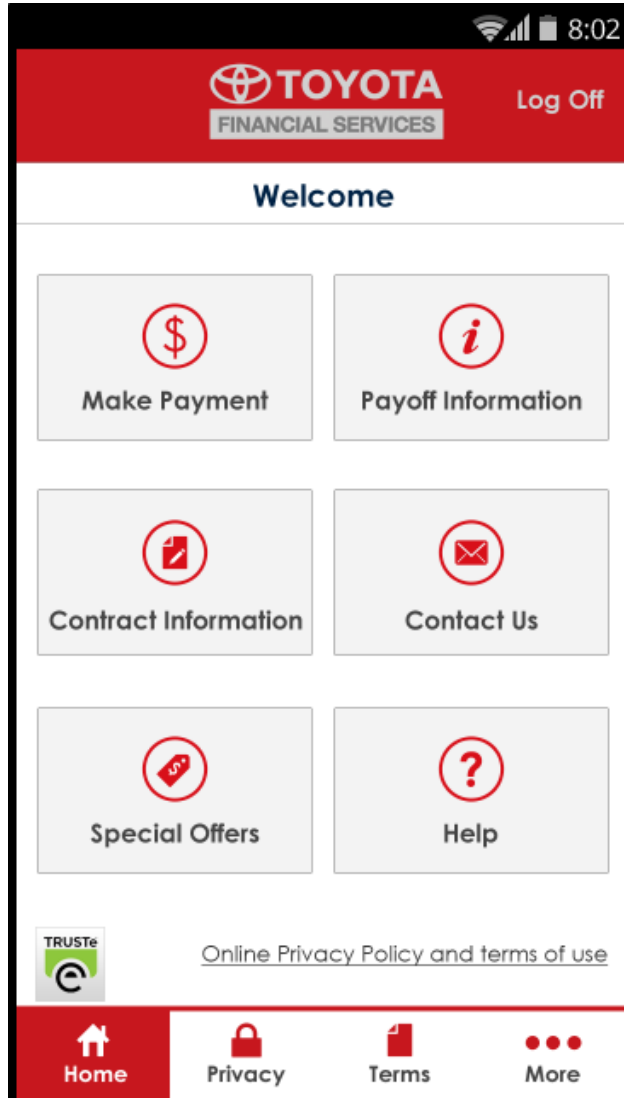 8:02
TOYOTA
FINANCIAL SERVICES
Log Off
Welcome
$
i
Make Payment
Payoff Information
Contract Information
Contact Us
$
?
Special Offers
Help
TRUSTe
e
Online Privacy Policy and terms of use
Home
Privacy
Terms
More